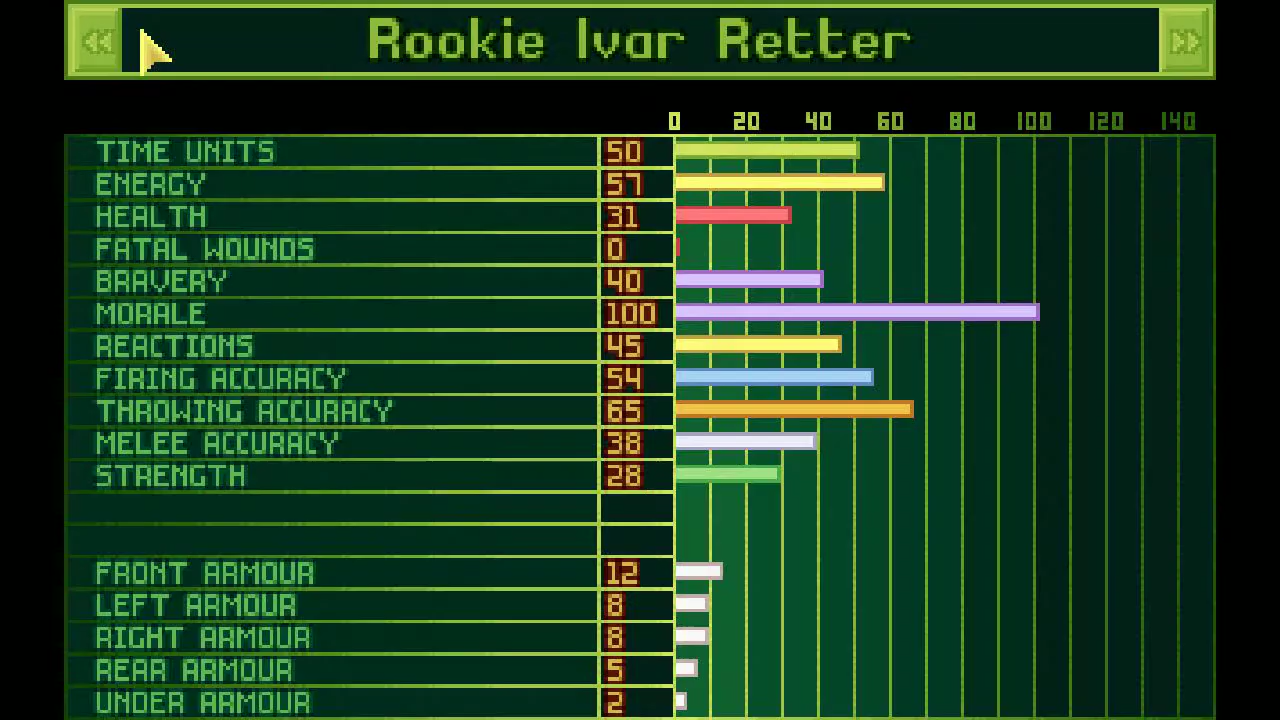 Rookie Ivar Retter
0 20 40 60 80 100 120 140
TIME UNITS 50
ENERGY 57
HEALTH 31
FATAL WOUNDS 0
BRAVERY 40
MORALE 100
REACTIONS 45
FIRING ACCURACY 54
THROWING ACCURACY 65
MELEE ACCURACY 38
STRENGTH 28
FRONT ARMOUR 12
LEFT ARMOUR 8
RIGHT ARMOUR 8
REAR ARMOUR 5
UNDER ARMOUR 2